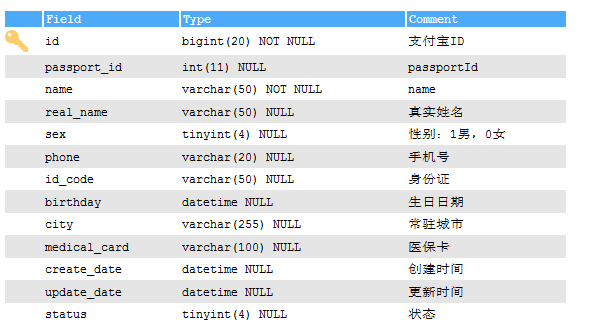 Field Type Comment
id bigint(20) NOT NULL 支付宝ID
passport_id int(11) NULL passportId
name varchar(50) NOT NULL name
real_name varchar(50) NULL 真实姓名
sex tinyint(4) NULL 性别：1男，0女
phone varchar(20) NULL 手机号
id_code varchar(50) NULL 身份证
birthday datetime NULL 生日日期
city varchar(255) NULL 常驻城市
medical_card varchar(100) NULL 医保卡
create_date datetime NULL 创建时间
update_date datetime NULL 更新时间
status tinyint(4) NULL 状态